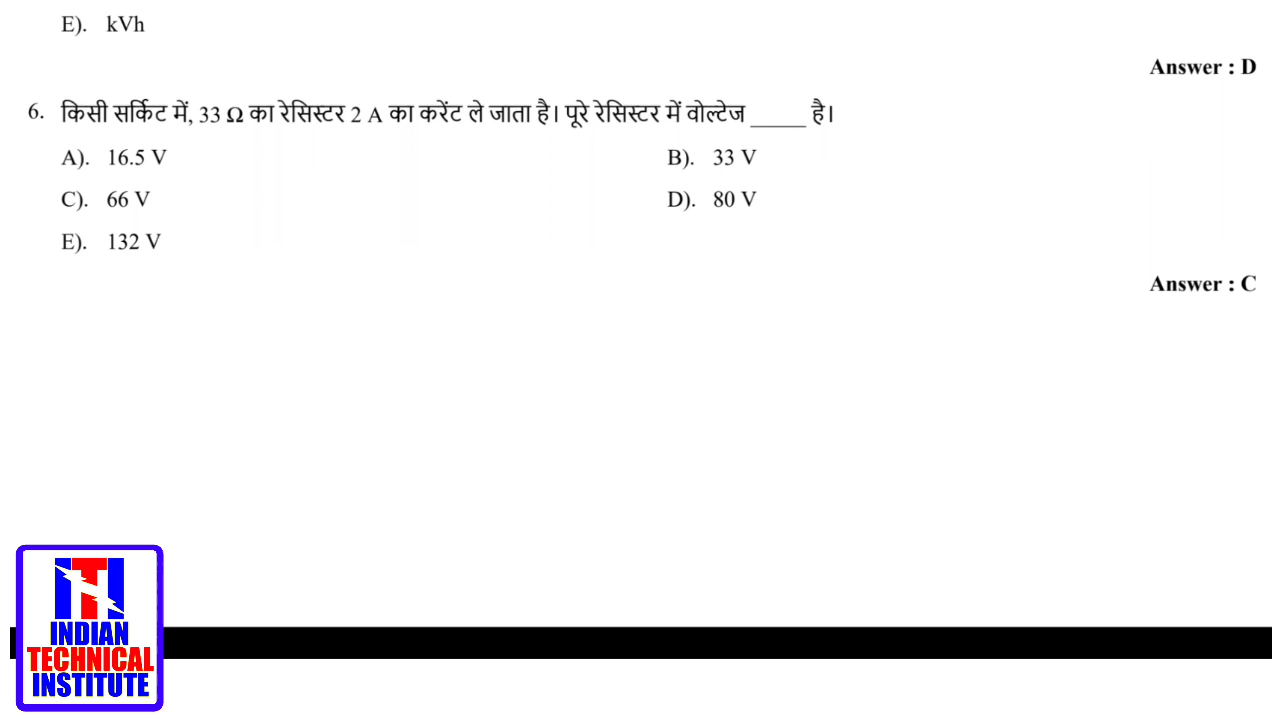 E). kVh
Answer : D
6. किसी सर्किट में, 33 Ω का रेसिस्टर 2 A का करेंट ले जाता है। पूरे रेसिस्टर में वोल्टेज _____ है।
A). 16.5 V B). 33 V
C). 66 V D). 80 V
E). 132 V
Answer : C
ITI
INDIAN
TECHNICAL
INSTITUTE